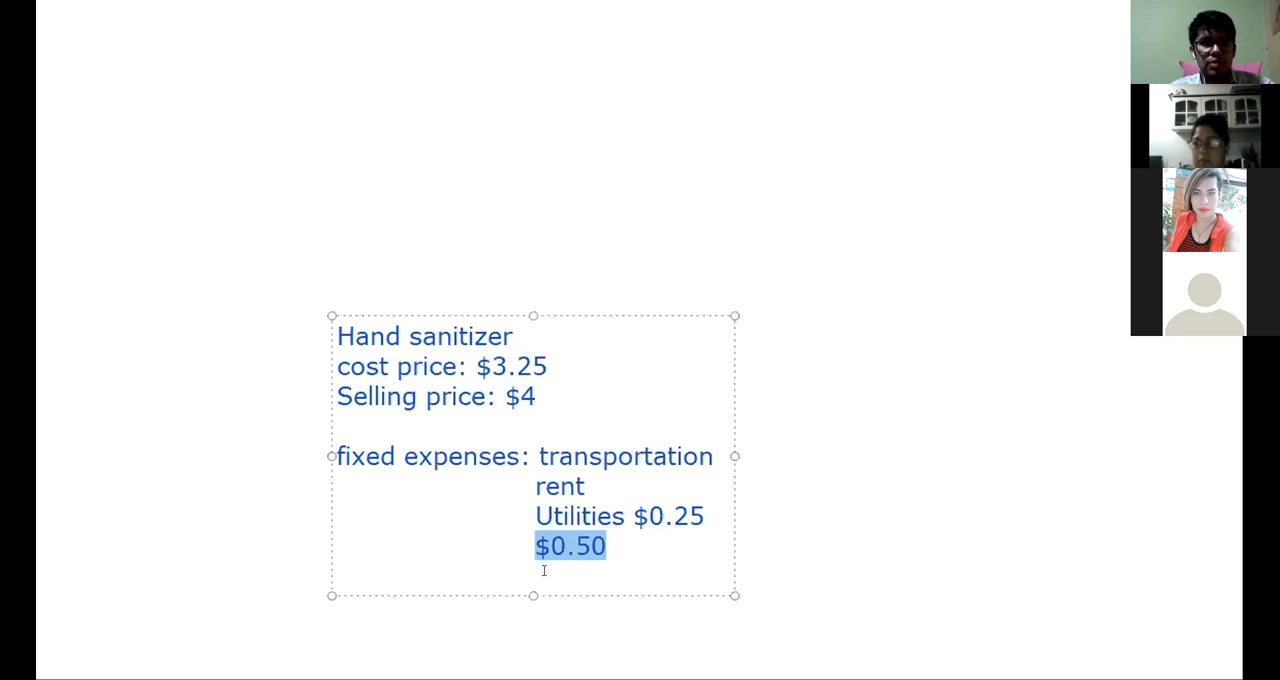 Hand sanitizer
cost price: $3.25
Selling price: $4
fixed expenses: transportation
rent
Utilities $0.25
$0.50